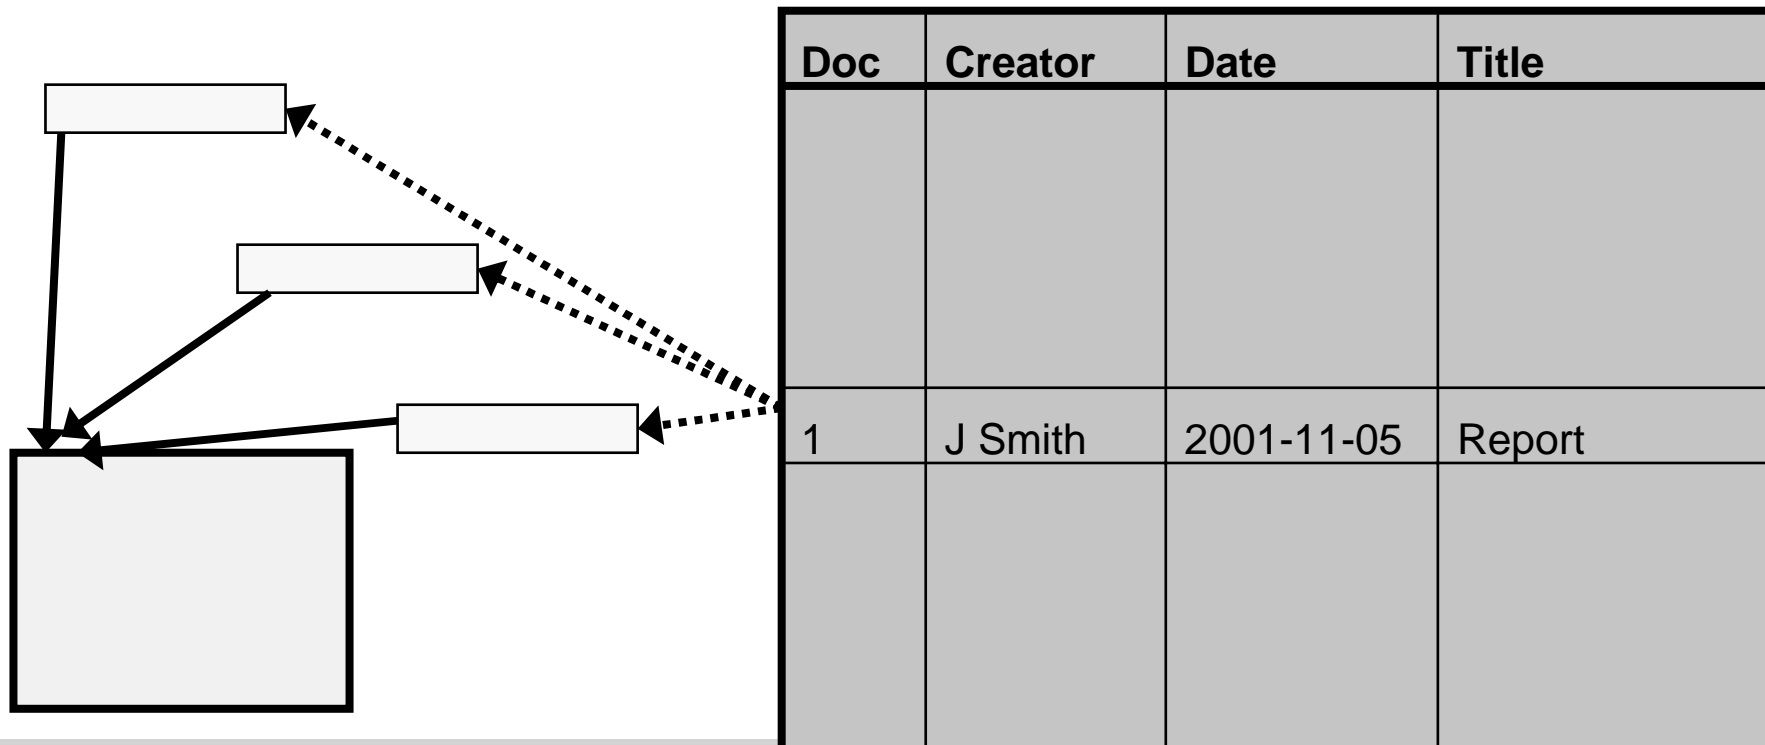 Doc Creator Date Title
1 J Smith 2001-11-05 Report